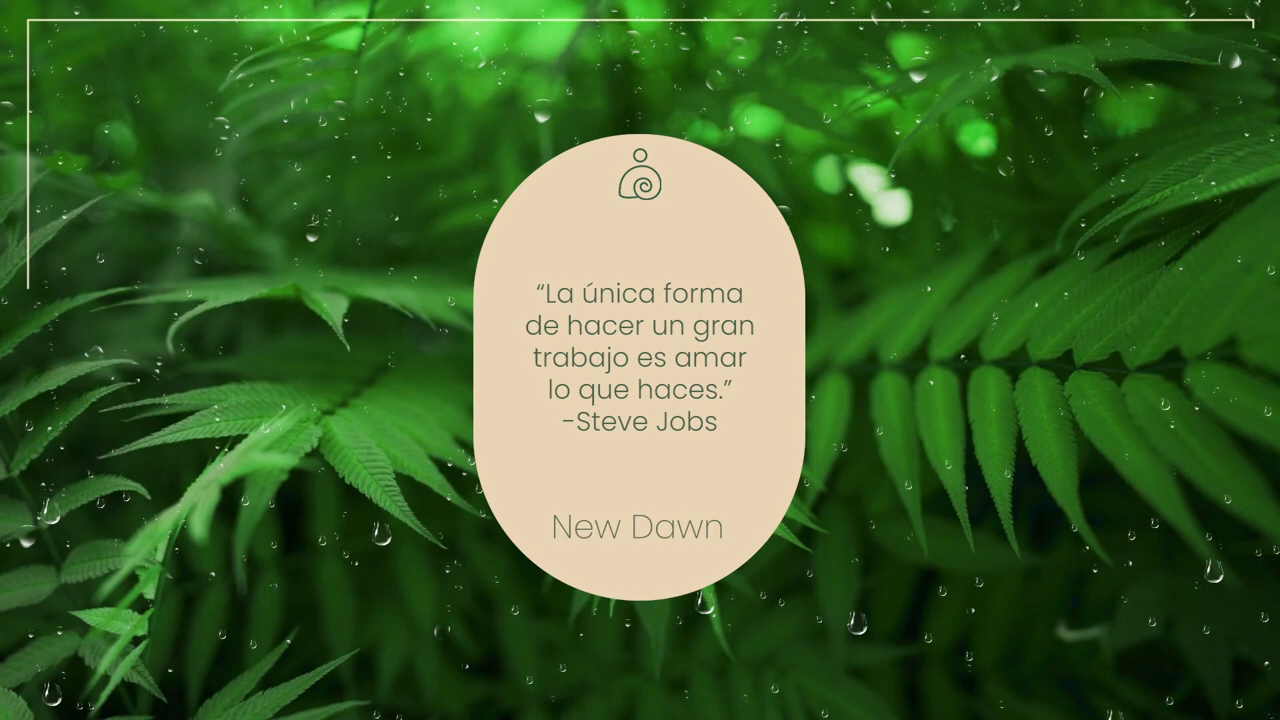 “La única forma
de hacer un gran
trabajo es amar
lo que haces.”
-Steve Jobs
New Dawn